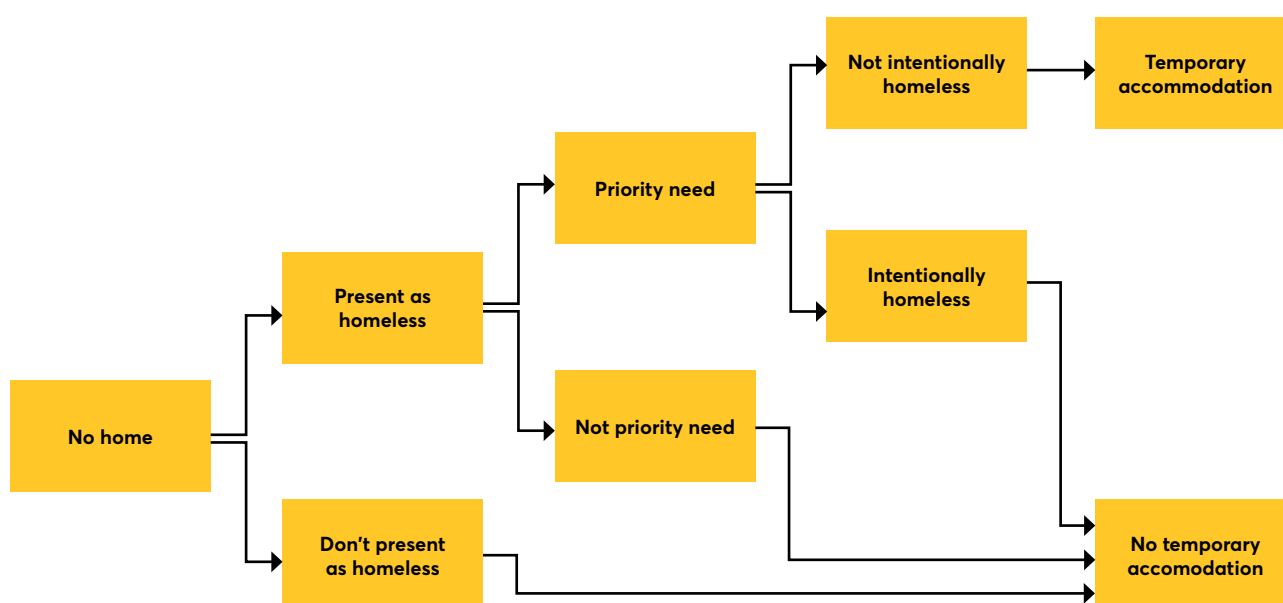 Not intentionally
homeless
Temporary
accommodation
Priority need
Intentionally
homeless
Present as
homeless
Not priority need
No home
Don't present
as homeless
No temporary
accomodation